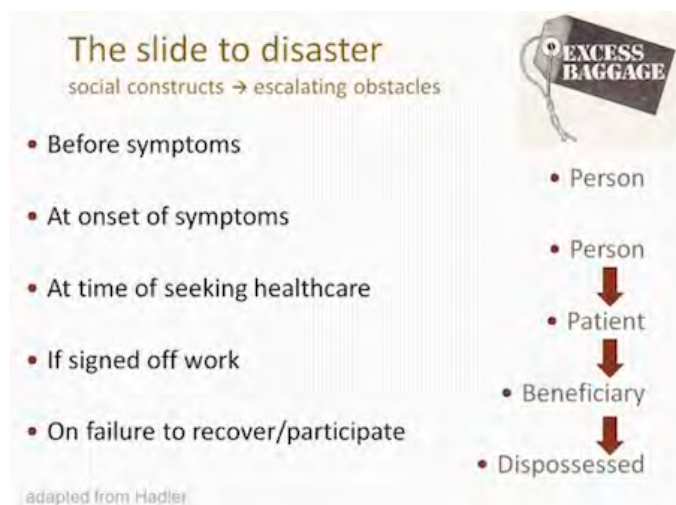 The slide to disaster
social constructs → escalating obstacles
EXCESS
BAGGAGE
• Before symptoms
• Person
• At onset of symptoms
• Person
• At time of seeking healthcare
• Patient
• If signed off work
• Beneficiary
• On failure to recover/participate
• Dispossessed
adapted from Hadler